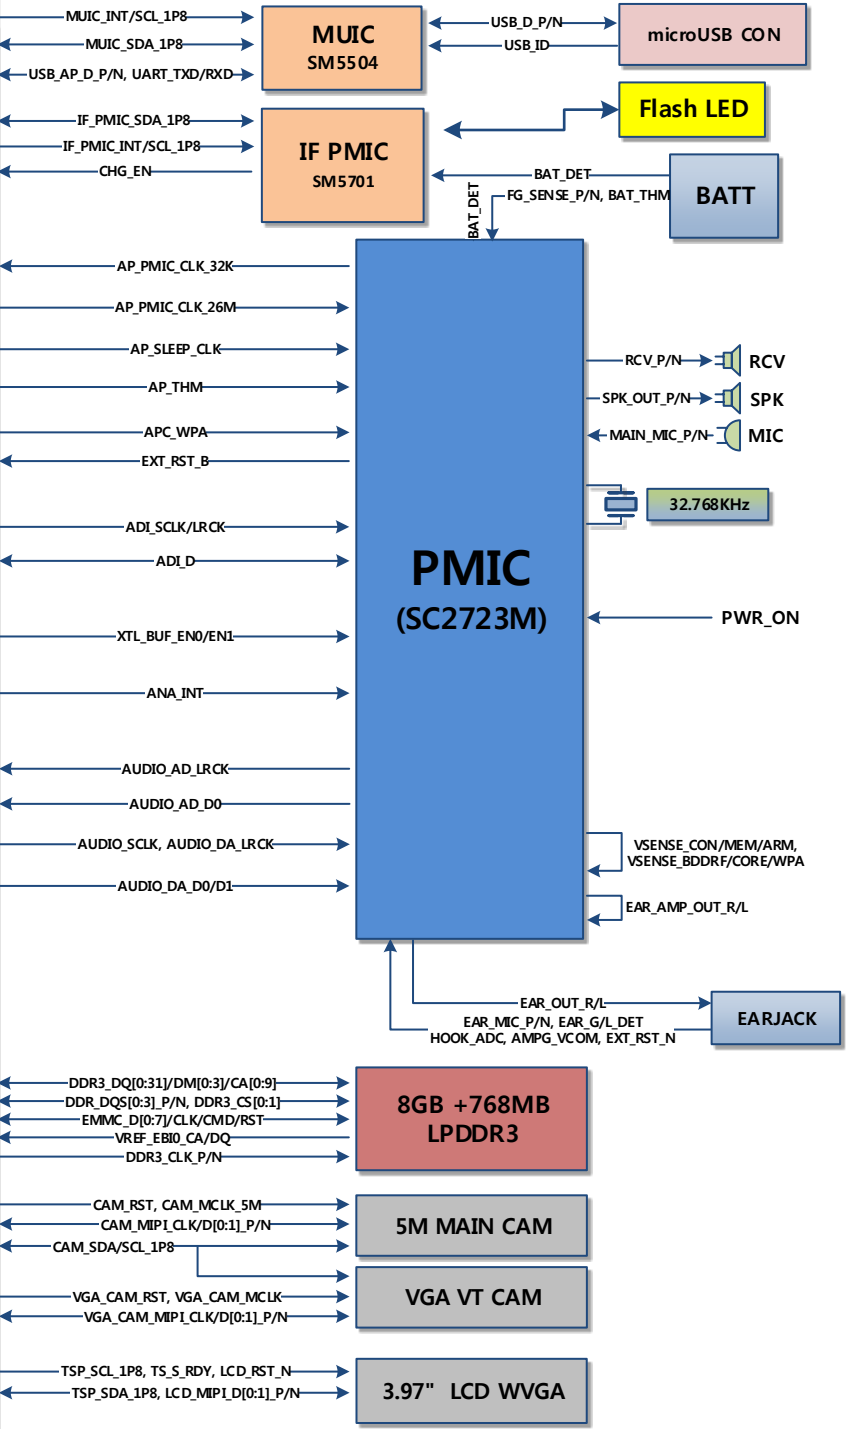 MUIC_INT/SCL_1P8
MUIC_SDA_1P8
USB_AP_D_P/N, UART_TXD/RXD
MUIC
SM5504
USB_D_P/N
USB_ID
microUSB CON
Flash LED
IF_PMIC_SDA_1P8
IF_PMIC_INT/SCL_1P8
CHG_EN
IF PMIC
SM5701
BAT_DET
FG_SENSE_P/N, BAT_THM
BAT_DET
BATT
AP_PMIC_CLK_32K
AP_PMIC_CLK_26M
AP_SLEEP_CLK
AP_THM
APC_WPA
EXT_RST_B
ADI_SCLK/LRCK
ADI_D
XTL_BUF_EN0/EN1
ANA_INT
AUDIO_AD_LRCK
AUDIO_AD_D0
AUDIO_SCLK, AUDIO_DA_LRCK
AUDIO_DA_D0/D1
PMIC
(SC2723M)
RCV_P/N
RCV
SPK_OUT_P/N
SPK
MAIN_MIC_P/N
MIC
32.768KHz
PWR_ON
VSENSE_CON/MEM/ARM,
VSENSE_BDDRF/CORE/WPA
EAR_AMP_OUT_R/L
EAR_OUT_R/L
EAR_MIC_P/N, EAR_G/L_DET
HOOK_ADC, AMPG_VCOM, EXT_RST_N
EARJACK
DDR3_DQ[0:31]/DM[0:3]/CA[0:9]
DDR_DQS[0:3]_P/N, DDR3_CS[0:1]
EMMC_D[0:7]/CLK/CMD/RST
VREF_EBI0_CA/DQ
DDR3_CLK_P/N
8GB +768MB
LPDDR3
CAM_RST, CAM_MCLK_5M
CAM_MIPI_CLK/D[0:1]_P/N
CAM_SDA/SCL_1P8
5M MAIN CAM
VGA_CAM_RST, VGA_CAM_MCLK
VGA_CAM_MIPI_CLK/D[0:1]_P/N
VGA VT CAM
TSP_SCL_1P8, TS_S_RDY, LCD_RST_N
TSP_SDA_1P8, LCD_MIPI_D[0:1]_P/N
3.97" LCD WVGA